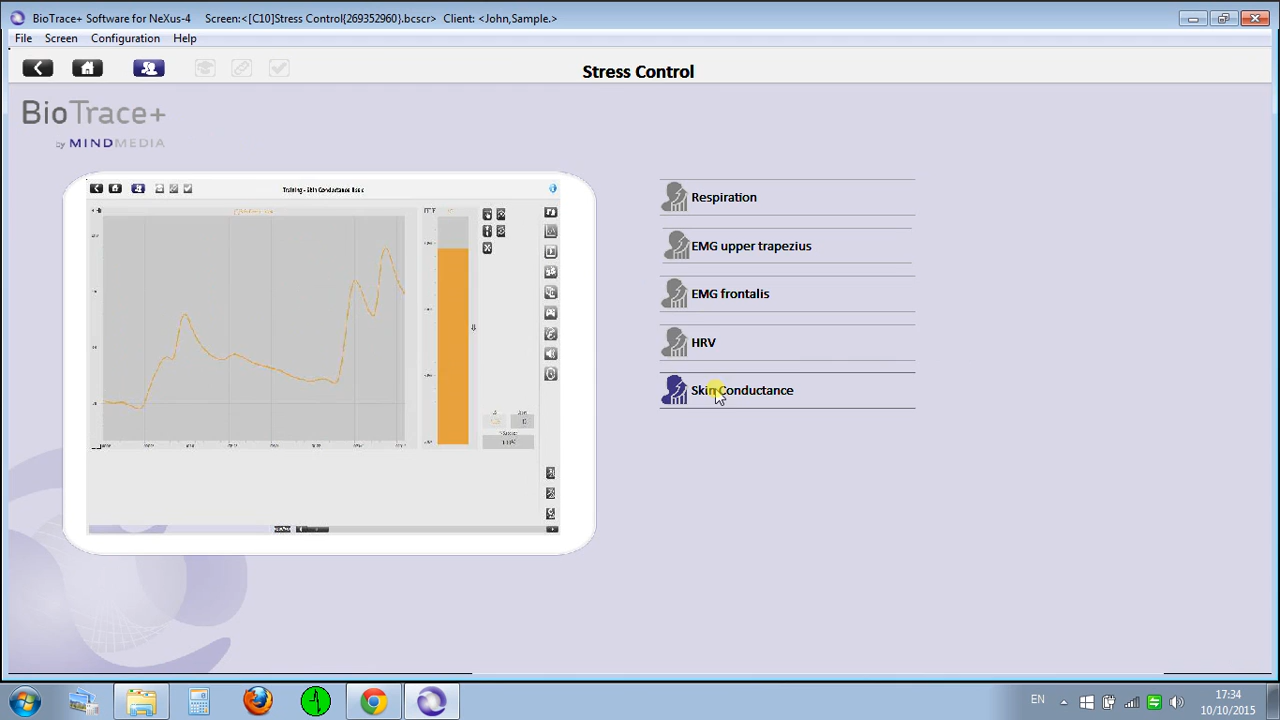 BioTrace+ Software for NeXus-4 Screen:<[C10]Stress Control{269352960}.bcscr> Client: <John,Sample.>
File Screen Configuration Help
Stress Control
BioTrace+
by MINDMEDIA
Training - Skin Conductance Basic
Respiration
EMG upper trapezius
EMG frontalis
HRV
Skin Conductance
EN
17:34
10/10/2015